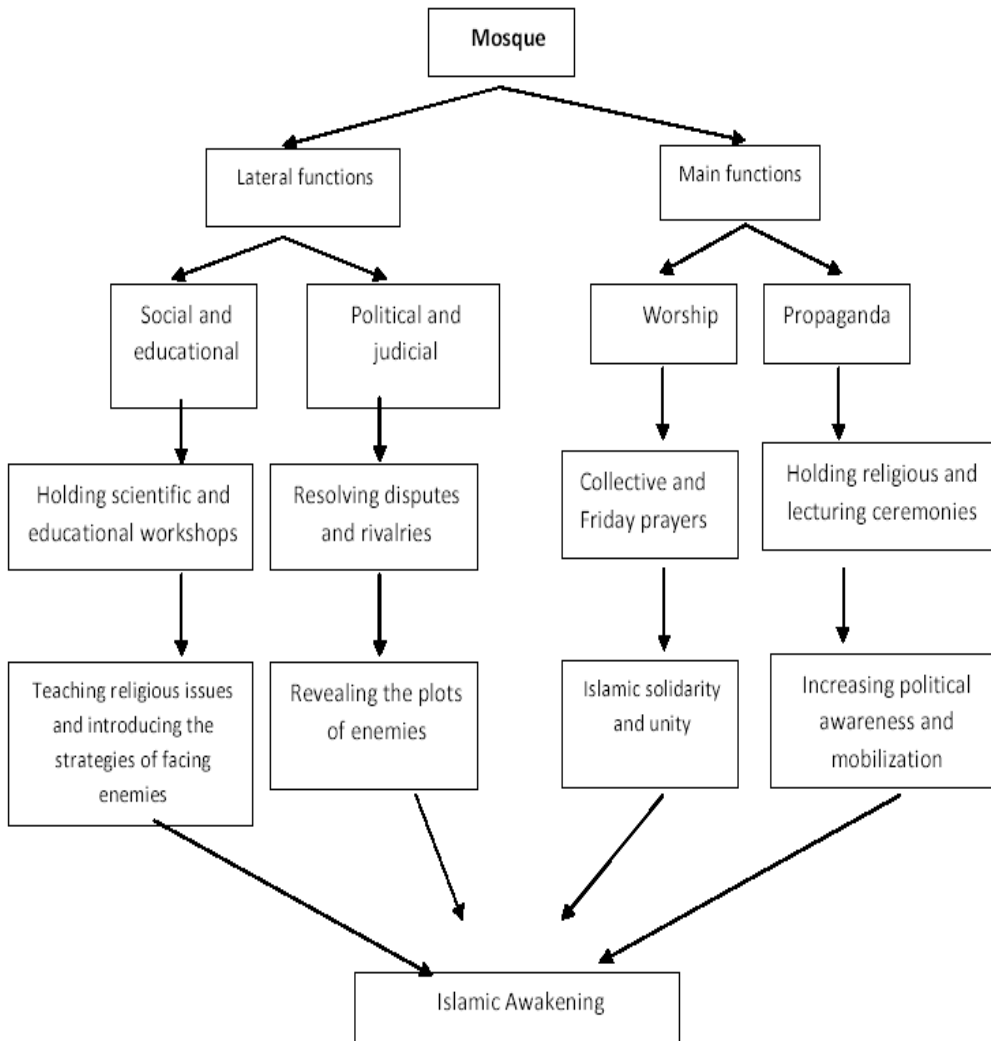 Mosque
Lateral functions
Main functions
Social and
educational
Political and
judicial
Worship
Propaganda
Holding scientific and
educational workshops
Resolving disputes
and rivalries
Collective and
Friday prayers
Holding religious and
lecturing ceremonies
Teaching religious issues
and introducing the
strategies of facing
enemies
Revealing the plots
of enemies
Islamic solidarity
and unity
Increasing political
awareness and
mobilization
Islamic Awakening